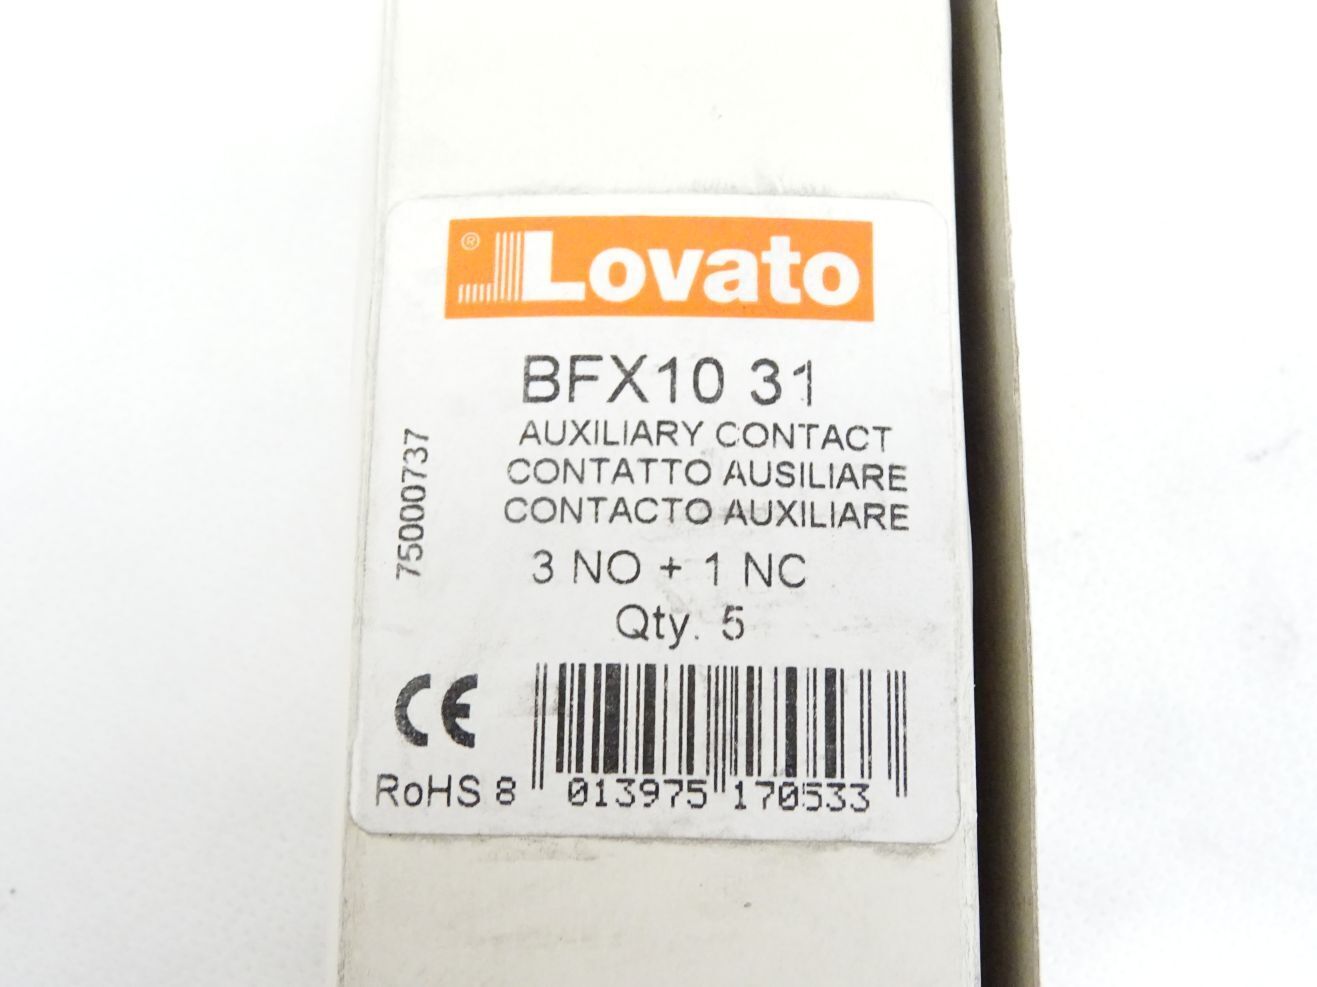 ® Lovato
BFX10 31
AUXILIARY CONTACT
CONTATTO AUSILIARE
CONTACTO AUXILIARE
3 NO + 1 NC
Qty. 5
75000737
CE
RoHS 8 013975 170533